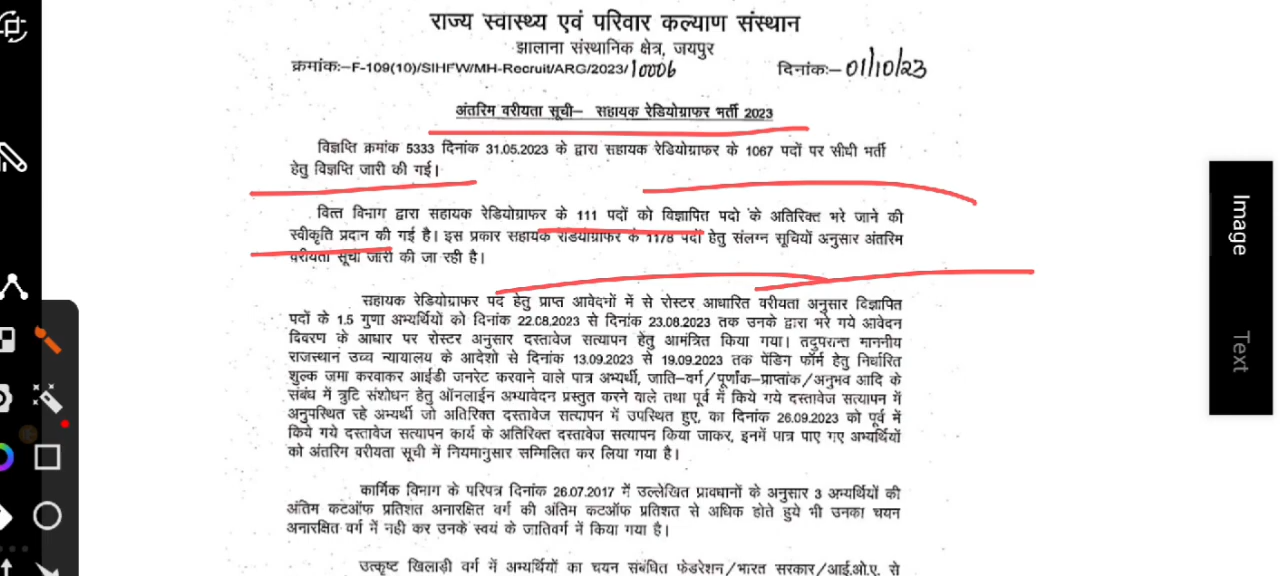 राज्य स्वास्थ्य एवं परिवार कल्याण संस्थान
झालाना संस्थानिक क्षेत्र, जयपुर
क्रमांकः–F-109(10)/SIHFW/MH-Recruit/ARG/2023/10006 दिनांकः–01/10/23
अंतरिम वरीयता सूची– सहायक रेडियोग्राफर भर्ती 2023
विज्ञप्ति क्रमांक 5333 दिनांक 31.05.2023 के द्वारा सहायक रेडियोग्राफर के 1067 पदों पर सीधी भर्ती
हेतु विज्ञप्ति जारी की गई।
वित्त विभाग द्वारा सहायक रेडियोग्राफर के 111 पदों को विज्ञापित पदो के अतिरिक्त भरे जाने की
स्वीकृति प्रदान की गई है। इस प्रकार सहायक रेडियोग्राफर के 1178 पदों हेतु संलग्न सूचियों अनुसार अंतरिम
वरीयता सूची जारी की जा रही है।
सहायक रेडियोग्राफर पद हेतु प्राप्त आवेदनों में से रोस्टर आधारित वरीयता अनुसार विज्ञापित
पदों के 1.5 गुणा अभ्यर्थियों को दिनांक 22.08.2023 से दिनांक 23.08.2023 तक उनके द्वारा भरे गये आवेदन
विवरण के आधार पर रोस्टर अनुसार दस्तावेज सत्यापन हेतु आमंत्रित किया गया। तदुपरान्त माननीय
राजस्थान उच्च न्यायालय के आदेशो से दिनांक 13.09.2023 से 19.09.2023 तक पेंडिंग फॉर्म हेतु निर्धारित
शुल्क जमा करवाकर आईडी जनरेट करवाने वाले पात्र अभ्यर्थी, जाति–वर्ग/पूर्णांक–प्राप्तांक/अनुभव आदि के
संबंध में त्रुटि संशोधन हेतु ऑनलाईन अभ्यावेदन प्रस्तुत करने वाले तथा पूर्व में किये गये दस्तावेज सत्यापन में
अनुपस्थित रहे अभ्यर्थी जो अतिरिक्त दस्तावेज सत्यापन में उपस्थित हुए, का दिनांक 26.09.2023 को पूर्व में
किये गये दस्तावेज सत्यापन कार्य के अतिरिक्त दस्तावेज सत्यापन किया जाकर, इनमें पात्र पाए गए अभ्यर्थियों
को अंतरिम वरीयता सूची में नियमानुसार सम्मिलित कर लिया गया है।
कार्मिक विभाग के परिपत्र दिनांक 26.07.2017 में उल्लेखित प्रावधानों के अनुसार 3 अभ्यर्थियों की
अंतिम कटऑफ प्रतिशत अनारक्षित वर्ग की अंतिम कटऑफ प्रतिशत से अधिक होते हुये भी उनका चयन
अनारक्षित वर्ग में नही कर उनके स्वयं के जातिवर्ग में किया गया है।
उत्कृष्ट खिलाड़ी वर्ग में अभ्यर्थियों का चयन संबंधित फेडरेशन/भारत सरकार/आई.ओ.ए. से
Image
Text